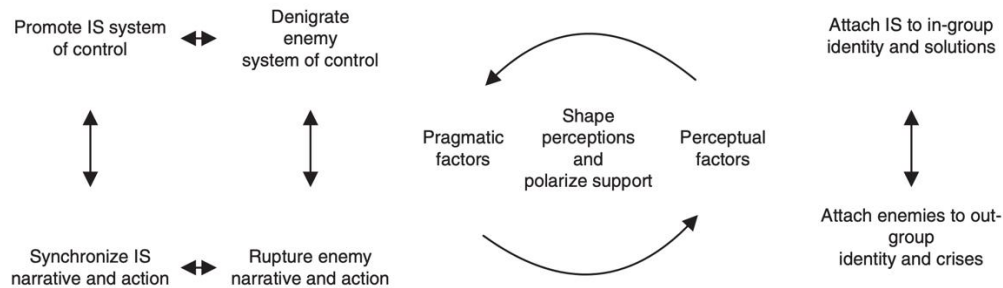 Promote IS system
of control
Denigrate
enemy
system of control
Attach IS to in-group
identity and solutions
Pragmatic
factors
Shape
perceptions
and
polarize support
Perceptual
factors
Synchronize IS
narrative and action
Rupture enemy
narrative and action
Attach enemies to out-
group
identity and crises